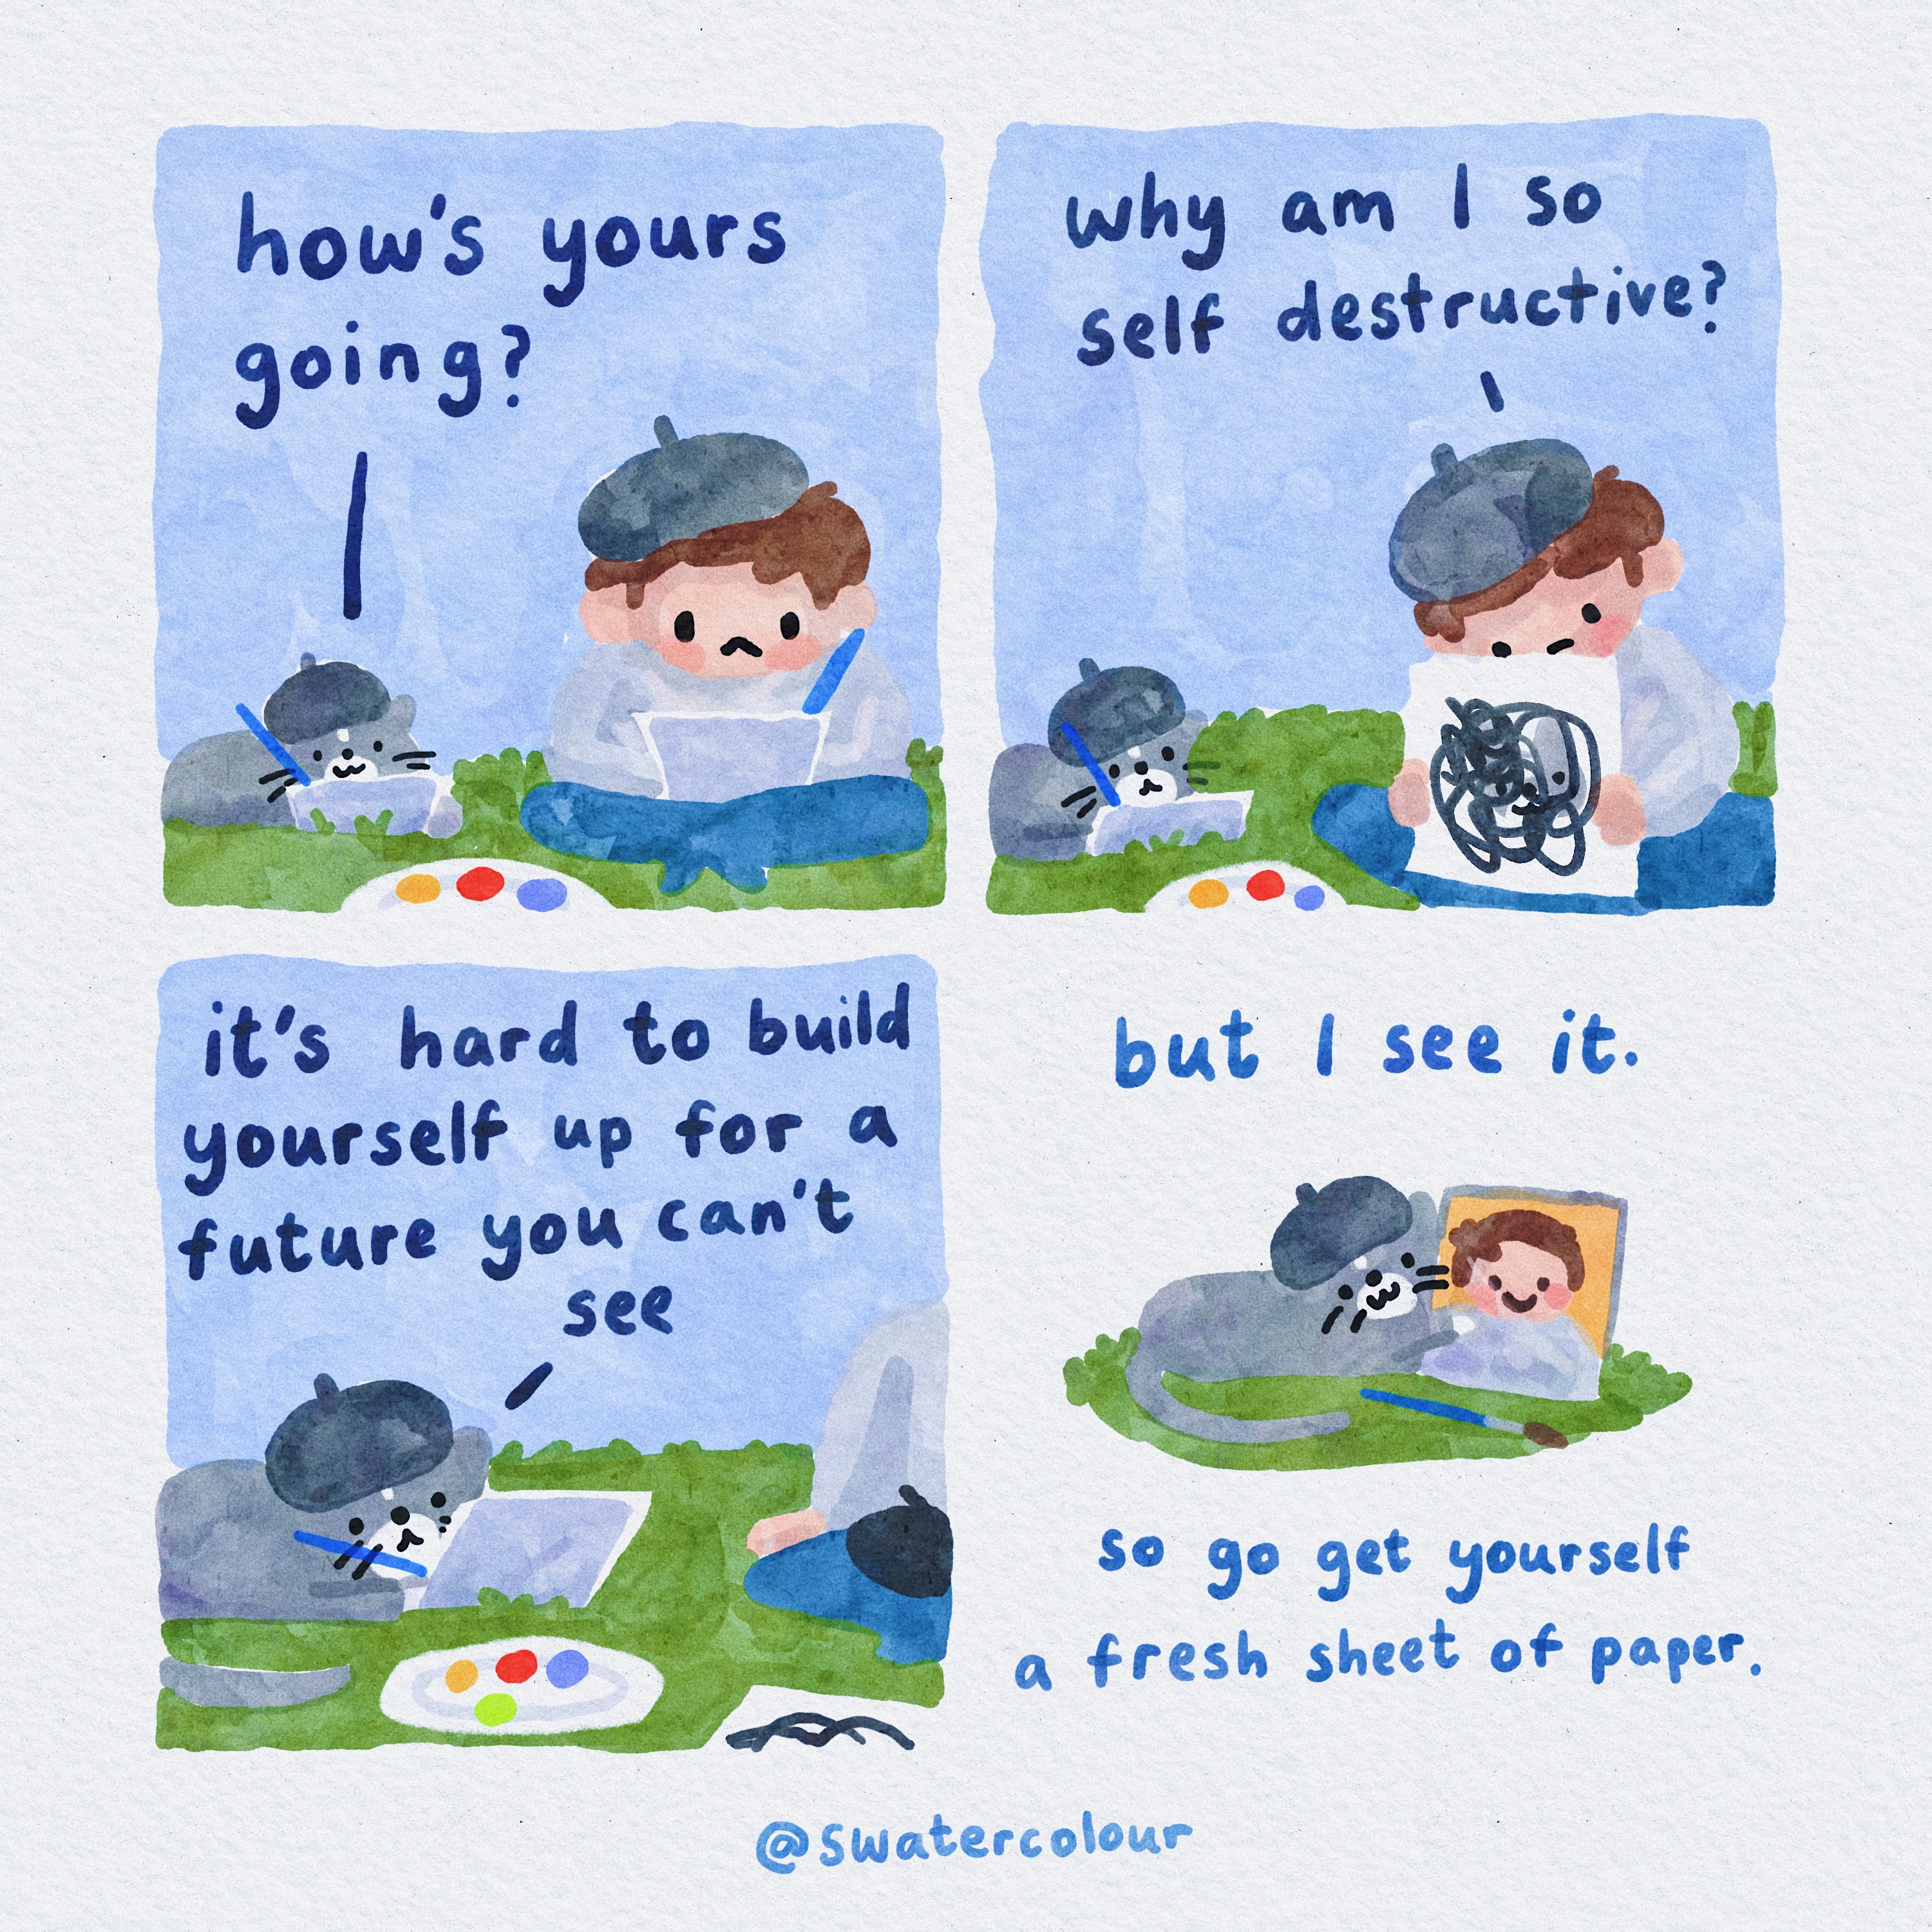 how's yours
going?
why am I so
self destructive?
it's hard to build
yourself up for a
future you can't
see
but I see it.
so go get yourself
a fresh sheet of paper.
@swatercolour